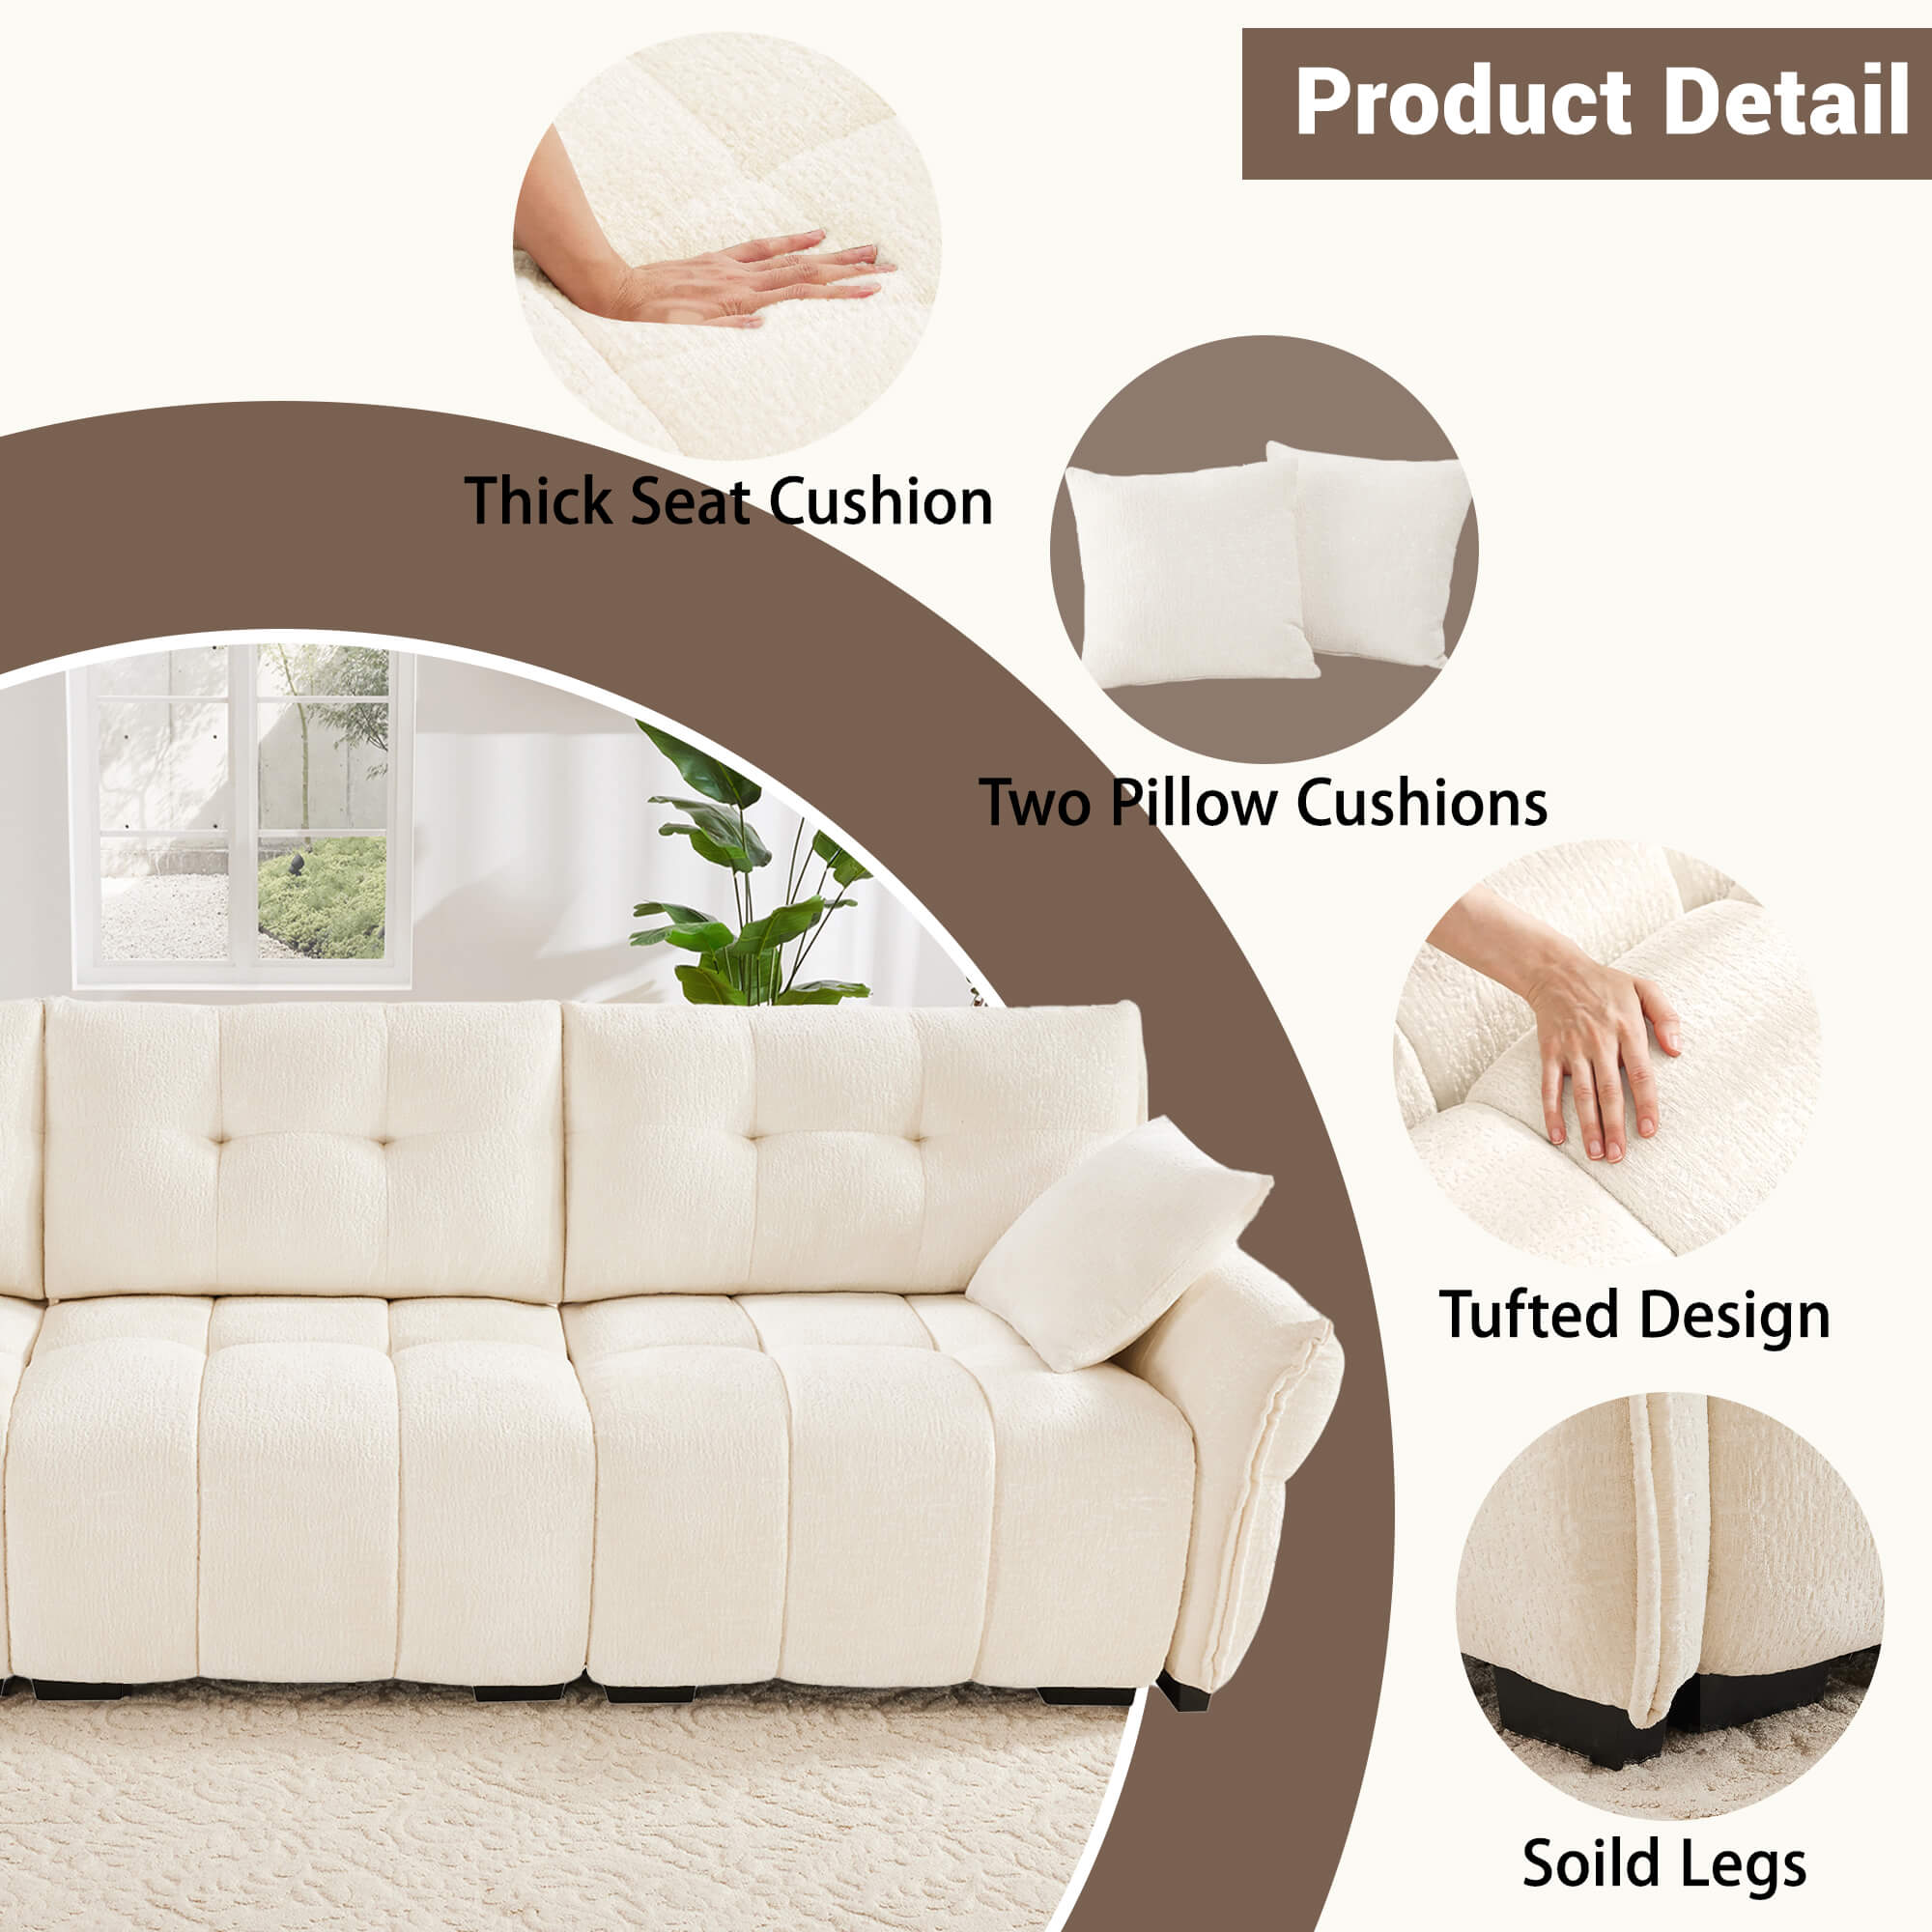 Product Detail
Thick Seat Cushion
Two Pillow Cushions
Tufted Design
Soild Legs